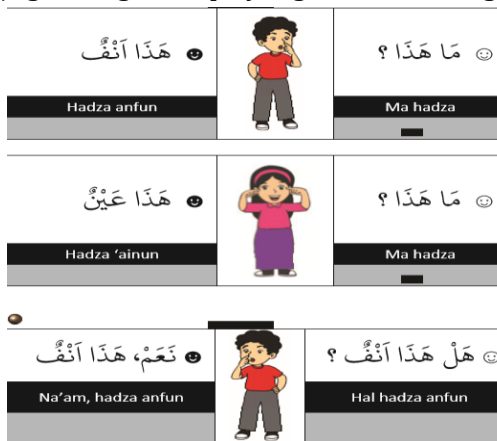 مَا هَذَا ؟
هَذَا اَنْفٌ
Ma hadza
Hadza anfun
مَا هَذَا ؟
هَذَا عَيْنٌ
Ma hadza
Hadza ‘ainun
هَلْ هَذَا اَنْفٌ ؟
نَعَمْ، هَذَا اَنْفٌ
Hal hadza anfun
Na’am, hadza anfun